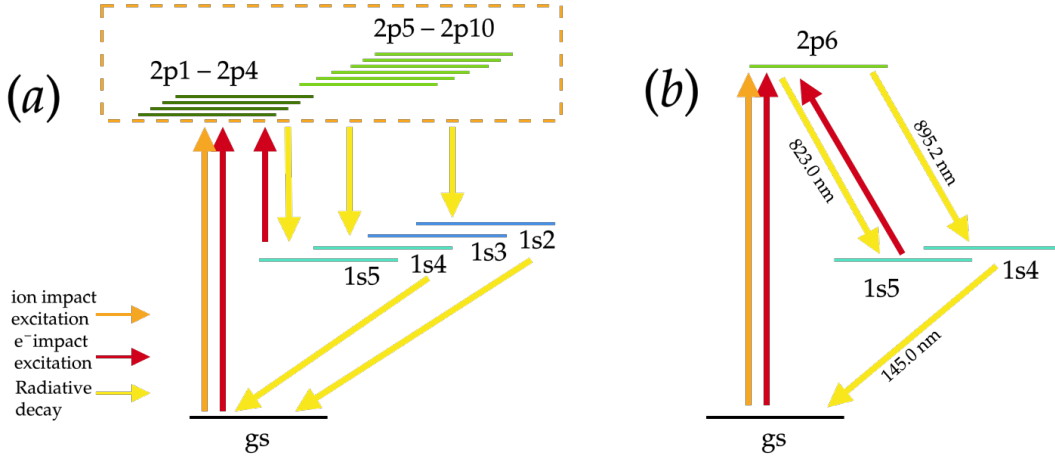 (a)
2p5 – 2p10
2p1 – 2p4
1s2
1s3
1s4
1s5
ion impact
excitation
e⁻impact
excitation
Radiative
decay
gs
(b)
2p6
823.0 nm
895.2 nm
1s5
1s4
145.0 nm
gs